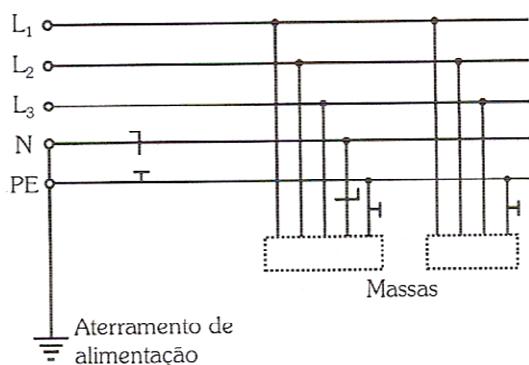 L₁
L₂
L₃
N
PE
Massas
Aterramento de
alimentação